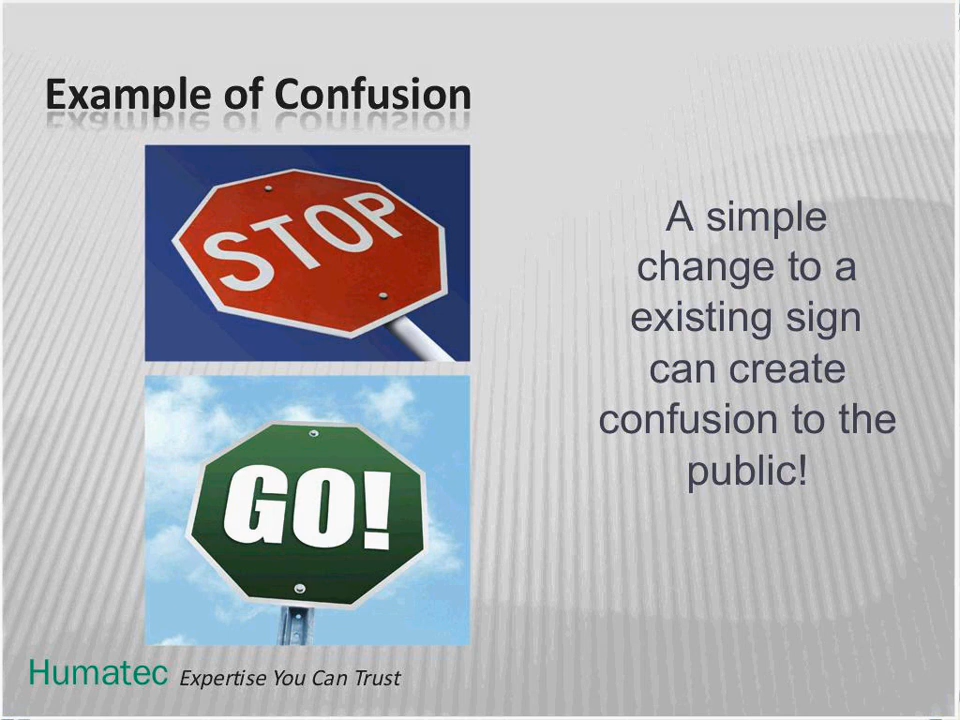 Example of Confusion
STOP
GO!
A simple
change to a
existing sign
can create
confusion to the
public!
Humatec Expertise You Can Trust